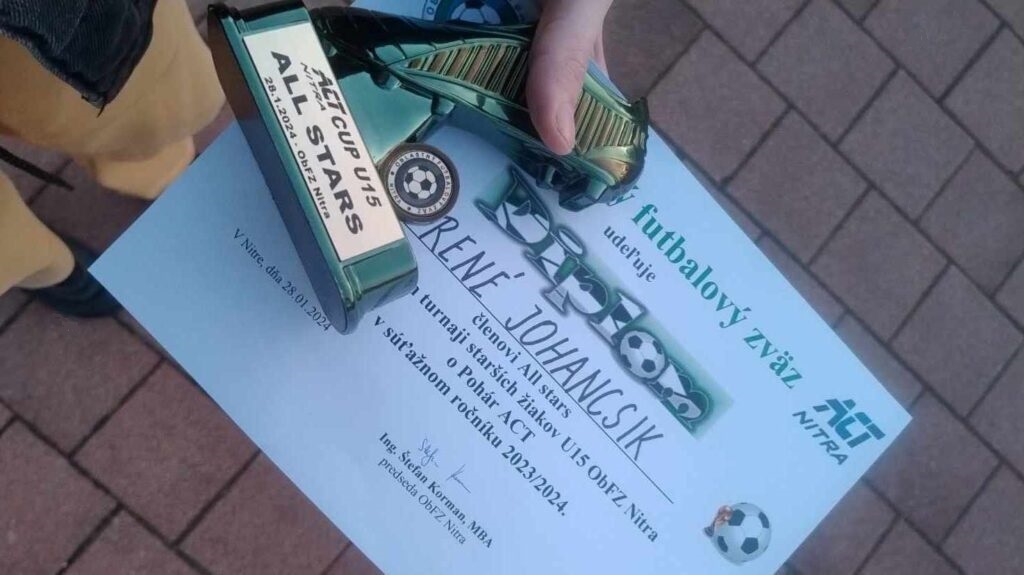 ACT CUP U15
NITRA
ALL STARS
28.1.2024 - ObFZ Nitra
futbalový zväz
udeľuje
Diplom
RENÉ JOHANCSIK
členovi All stars
turnaji starších žiakov U15 ObFZ Nitra
o Pohár ACT
v súťažnom ročníku 2023/2024.
V Nitre, dňa 28.01.2024
Ing. Štefan Korman, MBA
predseda ObFZ Nitra
ACT
NITRA